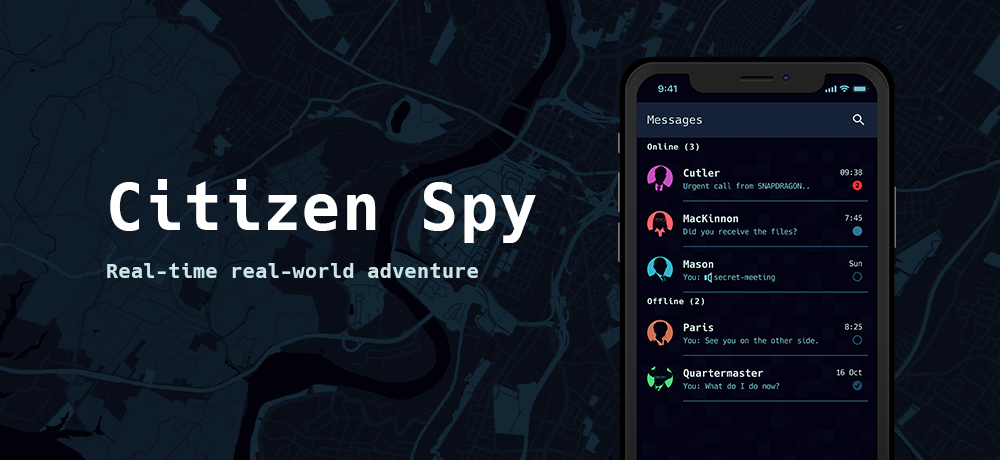 Citizen Spy
Real-time real-world adventure
9:41
Messages
Online (3)
Cutler 09:38
Urgent call from SNAPDRAGON.. 2
MacKinnon 7:45
Did you receive the files?
Mason Sun
You: secret-meeting
Offline (2)
Paris 8:25
You: See you on the other side.
Quartermaster 16 Oct
You: What do I do now?